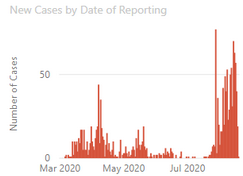 New Cases by Date of Reporting
50
Number of Cases
0
Mar 2020 May 2020 Jul 2020